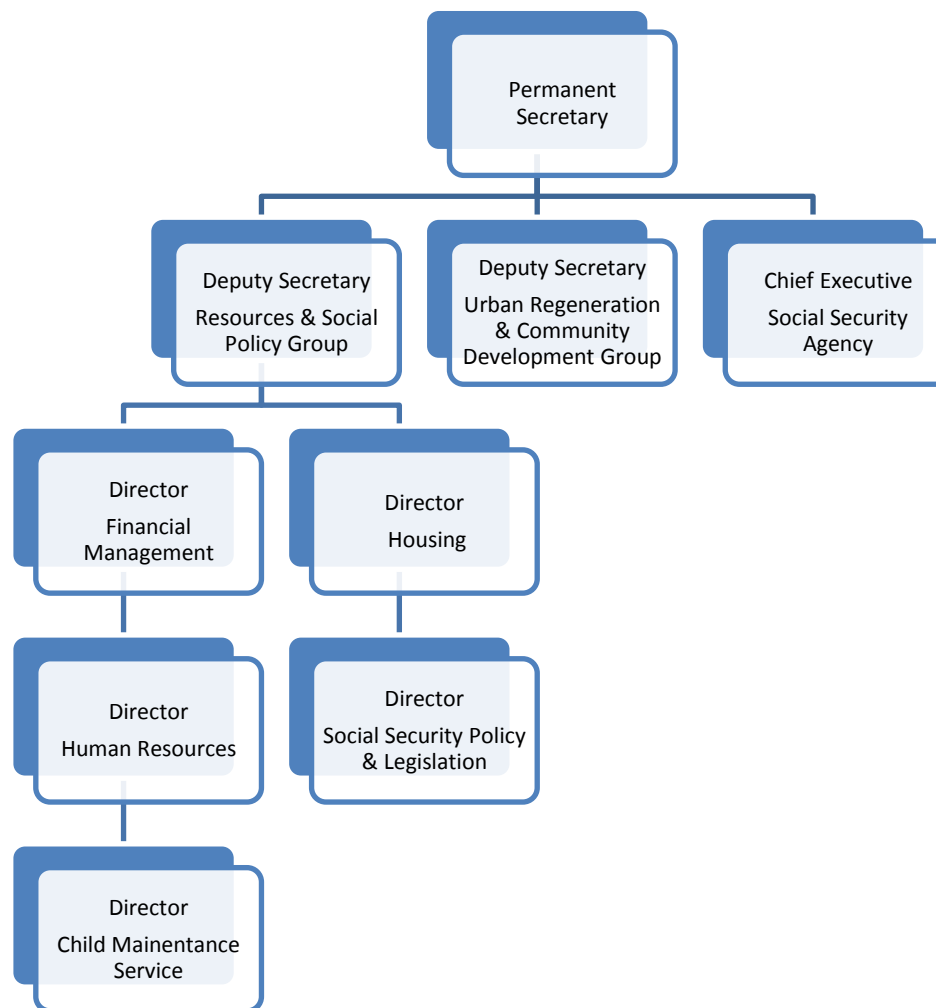 Permanent
Secretary
Deputy Secretary
Resources & Social
Policy Group
Deputy Secretary
Urban Regeneration
& Community
Development Group
Chief Executive
Social Security
Agency
Director
Financial
Management
Director
Housing
Director
Human Resources
Director
Social Security Policy
& Legislation
Director
Child Mainentance
Service